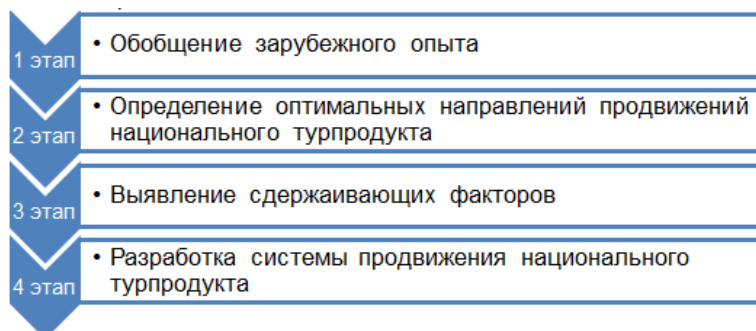 1 этап
• Обобщение зарубежного опыта
2 этап
• Определение оптимальных направлений продвижений
национального турпродукта
3 этап
• Выявление сдержаивающих факторов
4 этап
• Разработка системы продвижения национального
турпродукта